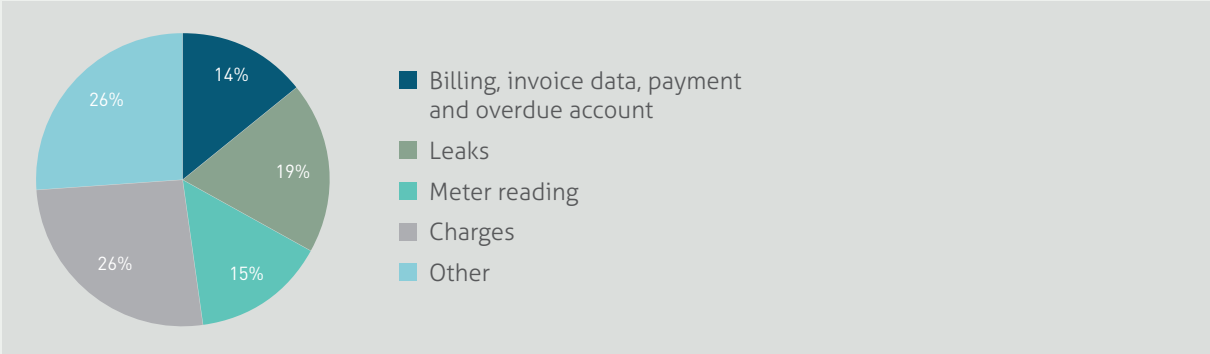 14%
26%
19%
26%
15%
Billing, invoice data, payment
and overdue account
Leaks
Meter reading
Charges
Other